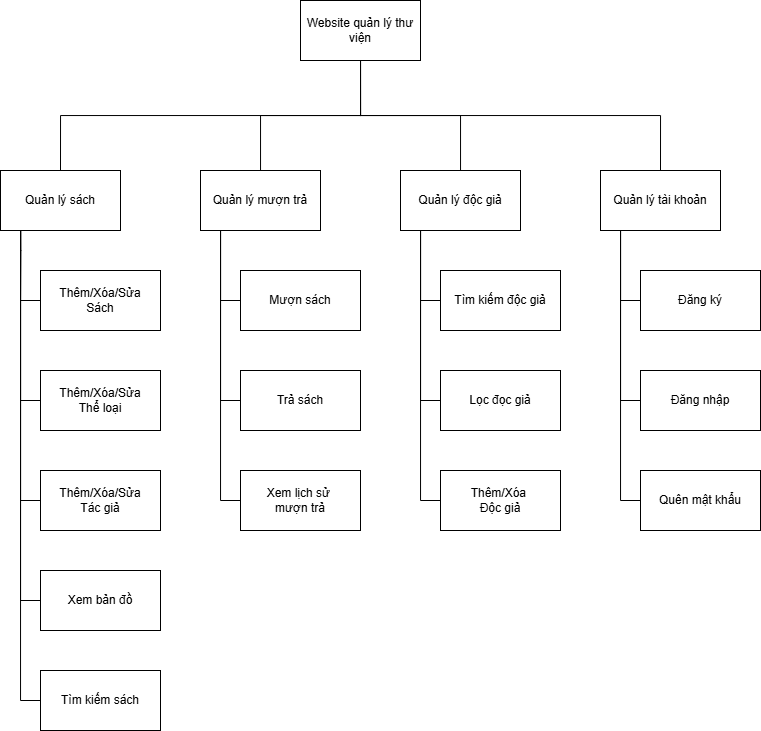 Website quản lý thư
viện
Quản lý sách
Quản lý mượn trả
Quản lý độc giả
Quản lý tài khoản
Thêm/Xóa/Sửa
Sách
Mượn sách
Tìm kiếm độc giả
Đăng ký
Thêm/Xóa/Sửa
Thể loại
Trả sách
Lọc đọc giả
Đăng nhập
Thêm/Xóa/Sửa
Tác giả
Xem lịch sử
mượn trả
Thêm/Xóa
Độc giả
Quên mật khẩu
Xem bản đồ
Tìm kiếm sách